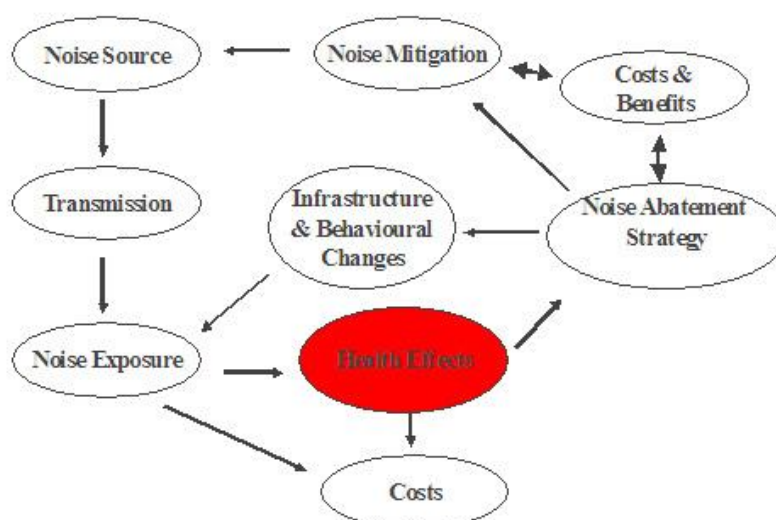 Noise Source
Noise Mitigation
Costs &
Benefits
Transmission
Infrastructure
& Behavioural
Changes
Noise Abatement
Strategy
Noise Exposure
Health Effects
Costs